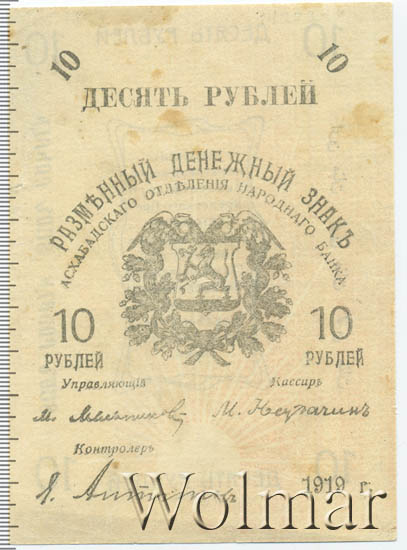 10 10
ДЕСЯТЬ РУБЛЕЙ
РАЗМѢННЫЙ ДЕНЕЖНЫЙ ЗНАКЪ
АСХАБАДСКАГО ОТДѢЛЕНІЯ НАРОДНАГО БАНКА
10 10
РУБЛЕЙ РУБЛЕЙ
Управляющій Кассиръ
М.
Контролеръ
1919 г.
Wolmar